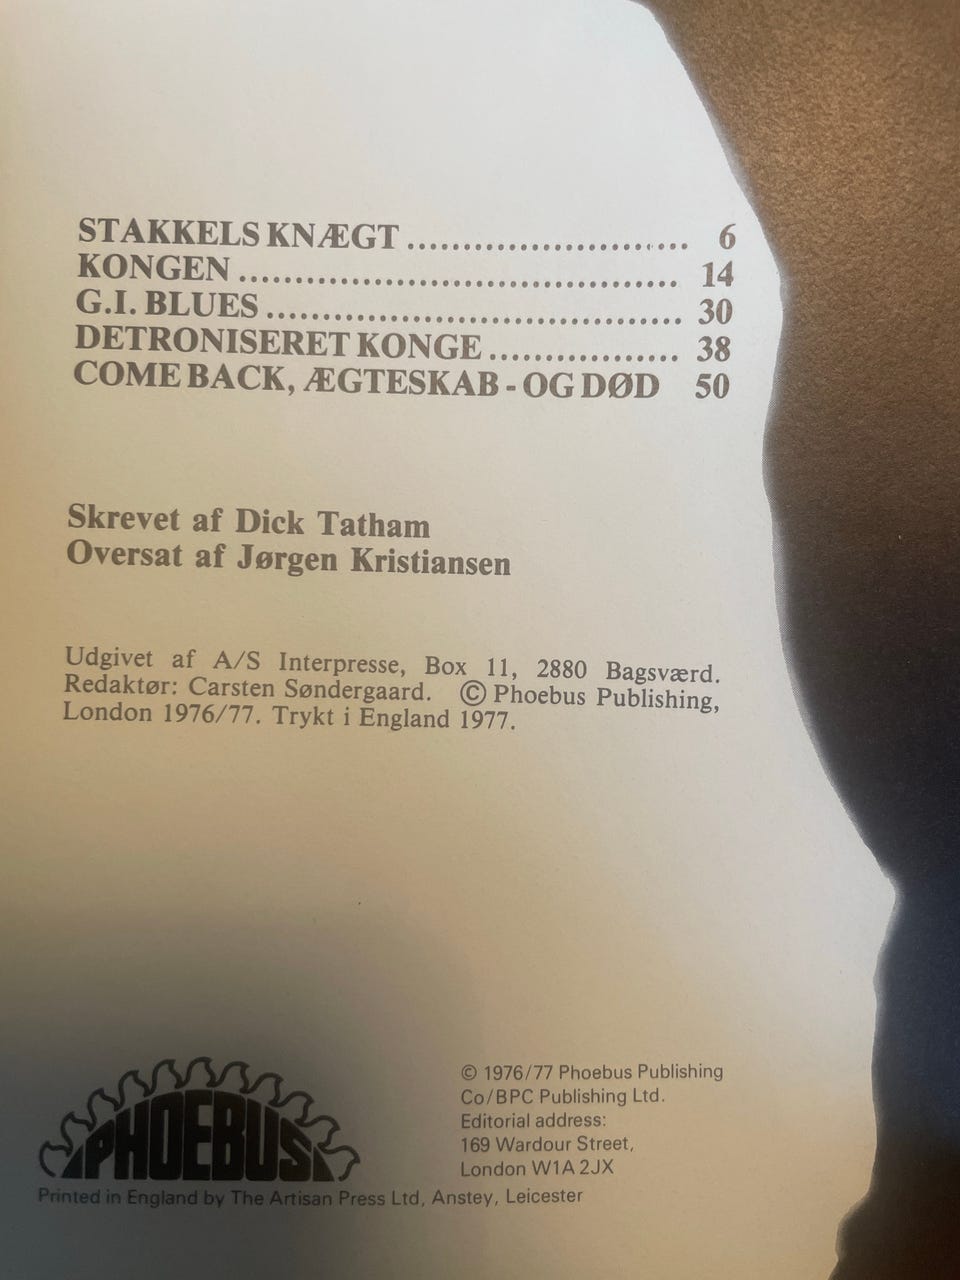 STAKKELS KNÆGT ........................ 6
KONGEN ...................................... 14
G.I. BLUES .................................... 30
DETRONISERET KONGE ................ 38
COME BACK, ÆGTESKAB - OG DØD 50
Skrevet af Dick Tatham
Oversat af Jørgen Kristiansen
Udgivet af A/S Interpresse, Box 11, 2880 Bagsværd.
Redaktør: Carsten Søndergaard. © Phoebus Publishing,
London 1976/77. Trykt i England 1977.
© 1976/77 Phoebus Publishing
Co/BPC Publishing Ltd.
Editorial address:
169 Wardour Street,
London W1A 2JX
PHOEBUS
Printed in England by The Artisan Press Ltd, Anstey, Leicester